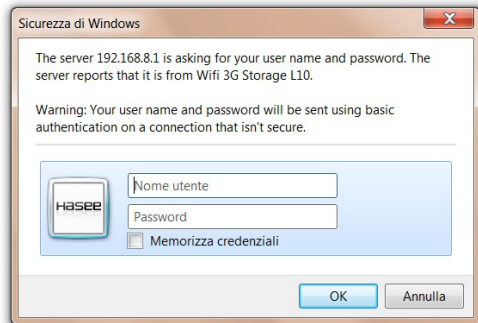 Sicurezza di Windows
The server 192.168.8.1 is asking for your user name and password. The
server reports that it is from Wifi 3G Storage L10.
Warning: Your user name and password will be sent using basic
authentication on a connection that isn't secure.
Hasee
Nome utente
Password
Memorizza credenziali
OK
Annulla